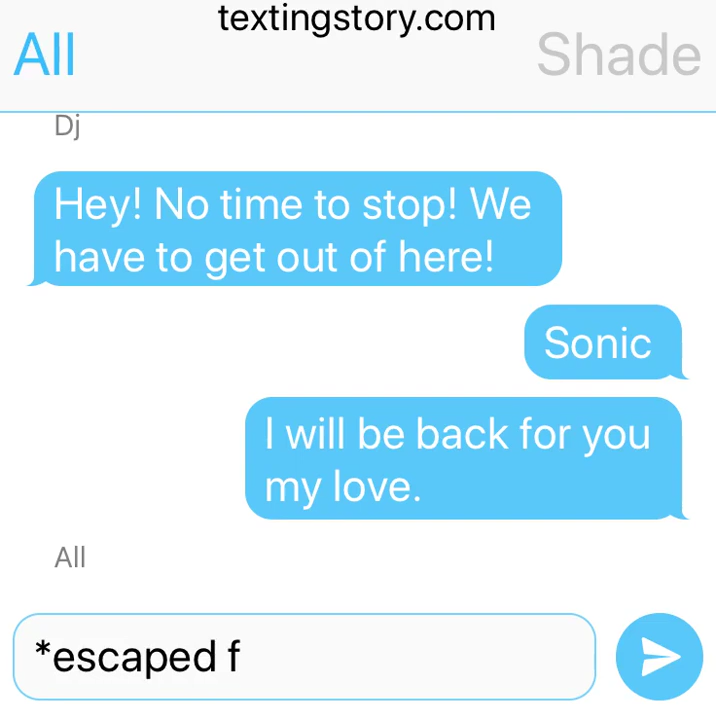 textingstory.com
All
Shade
Dj
Hey! No time to stop! We
have to get out of here!
Sonic
I will be back for you
my love.
All
*escaped f